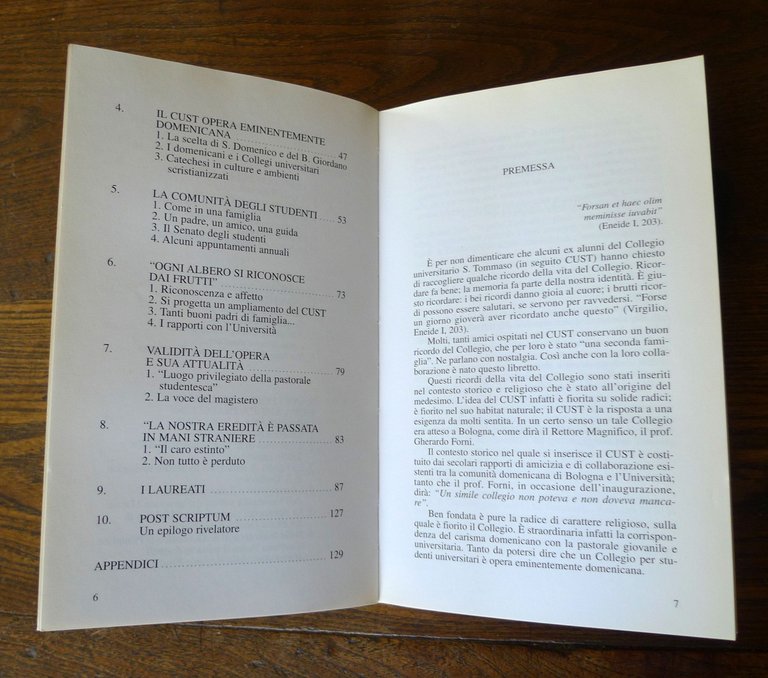 4. IL CUST OPERA EMINENTEMENTE
DOMENICANA ........................ 47
1. La scelta di S. Domenico e del B. Giordano
2. I domenicani e i Collegi universitari
3. Catechesi in culture e ambienti
scristianizzati
5. LA COMUNITÀ DEGLI STUDENTI ..... 53
1. Come in una famiglia
2. Un padre, un amico, una guida
3. Il Senato degli studenti
4. Alcuni appuntamenti annuali
6. “OGNI ALBERO SI RICONOSCE
DAI FRUTTI” ........................ 73
1. Riconoscenza e affetto
2. Si progetta un ampliamento del CUST
3. Tanti buoni padri di famiglia...
4. I rapporti con l’Università
7. VALIDITÀ DELL’OPERA
E SUA ATTUALITÀ ................... 79
1. “Luogo privilegiato della pastorale
studentesca”
2. La voce del magistero
8. “LA NOSTRA EREDITÀ È PASSATA
IN MANI STRANIERE ................ 83
1. “Il caro estinto”
2. Non tutto è perduto
9. I LAUREATI ......................... 87
10. POST SCRIPTUM .................... 127
Un epilogo rivelatore
APPENDICI ............................ 129
6
PREMESSA
“Forsan et haec olim
meminisse iuvabit”
(Eneide I, 203).
È per non dimenticare che alcuni ex alunni del Collegio
universitario S. Tommaso (in seguito CUST) hanno chiesto
di raccogliere qualche ricordo della vita del Collegio. Ricor-
dare fa bene: la memoria fa parte della nostra identità. È giu-
sto ricordare: i bei ricordi danno gioia al cuore; i brutti ricor-
di possono essere salutari, se servono per ravvedersi. “Forse
un giorno gioverà aver ricordato anche questo” (Virgilio,
Eneide I, 203).
Molti, tanti amici ospitati nel CUST conservano un buon
ricordo del Collegio, che per loro è stato “una seconda fami-
glia”. Ne parlano con nostalgia. Così anche con la loro colla-
borazione è nato questo libretto.
Questi ricordi della vita del Collegio sono stati inseriti
nel contesto storico e religioso che è stato all’origine del
medesimo. L’idea del CUST infatti è fiorita su solide radici;
è fiorito nel suo habitat naturale; il CUST è la risposta a una
esigenza da molti sentita. In un certo senso un tale Collegio
era atteso a Bologna, come dirà il Rettore Magnifico, il prof.
Gherardo Forni.
Il contesto storico nel quale si inserisce il CUST è costi-
tuito dai secolari rapporti di amicizia e di collaborazione esi-
stenti tra la comunità domenicana di Bologna e l’Università;
tanto che il prof. Forni, in occasione dell’inaugurazione,
dirà: “Un simile collegio non poteva e non doveva manca-
re”.
Ben fondata è pure la radice di carattere religioso, sulla
quale è fiorito il Collegio. È straordinaria infatti la corrispon-
denza del carisma domenicano con la pastorale giovanile e
universitaria. Tanto da potersi dire che un Collegio per stu-
denti universitari è opera eminentemente domenicana.
7